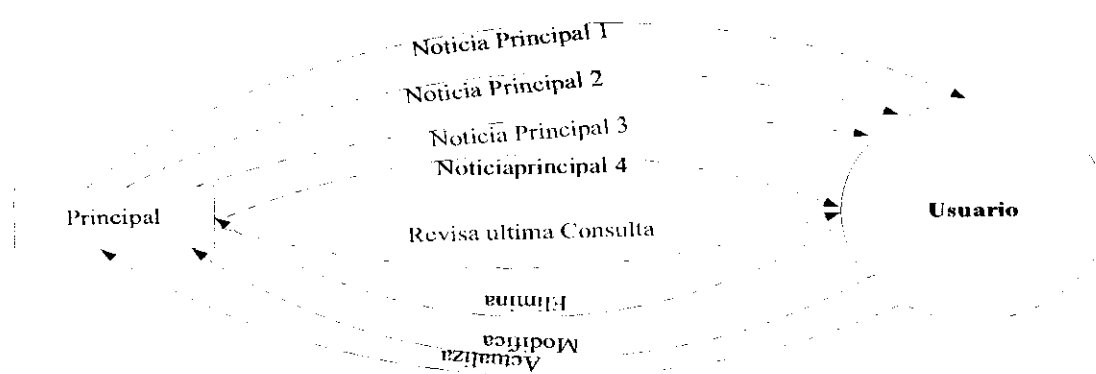 Noticia Principal 1
Noticia Principal 2
Noticia Principal 3
Noticiaprincipal 4
Principal
Usuario
Revisa ultima Consulta
Elimina
Modifica
Actualiza